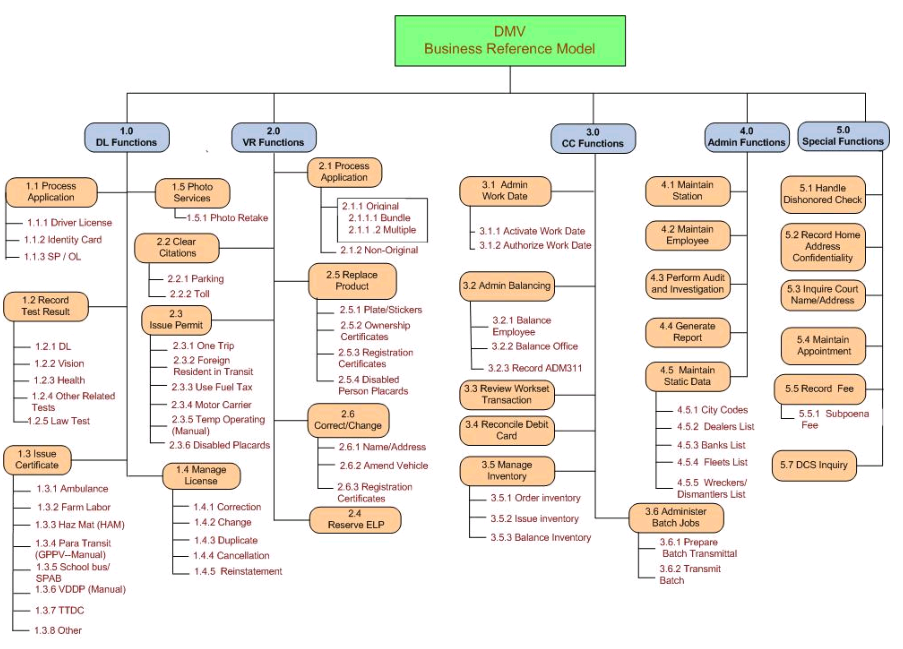 DMV
Business Reference Model
1.0
DL Functions
2.0
VR Functions
3.0
CC Functions
4.0
Admin Functions
5.0
Special Functions
1.1 Process
Application
1.1.1 Driver License
1.1.2 Identity Card
1.1.3 SP / OL
1.2 Record
Test Result
1.2.1 DL
1.2.2 Vision
1.2.3 Health
1.2.4 Other Related
Tests
1.2.5 Law Test
1.3 Issue
Certificate
1.3.1 Ambulance
1.3.2 Farm Labor
1.3.3 Haz Mat (HAM)
1.3.4 Para Transit
(GPPV–Manual)
1.3.5 School bus/
SPAB
1.3.6 VDDP (Manual)
1.3.7 TTDC
1.3.8 Other
1.5 Photo
Services
1.5.1 Photo Retake
1.4 Manage
License
1.4.1 Correction
1.4.2 Change
1.4.3 Duplicate
1.4.4 Cancellation
1.4.5 Reinstatement
2.2 Clear
Citations
2.2.1 Parking
2.2.2 Toll
2.3
Issue Permit
2.3.1 One Trip
2.3.2 Foreign
Resident in Transit
2.3.3 Use Fuel Tax
2.3.4 Motor Carrier
2.3.5 Temp Operating
(Manual)
2.3.6 Disabled Placards
2.1 Process
Application
2.1.1 Original
2.1.1.1 Bundle
2.1.1 .2 Multiple
2.1.2 Non-Original
2.5 Replace
Product
2.5.1 Plate/Stickers
2.5.2 Ownership
Certificates
2.5.3 Registration
Certificates
2.5.4 Disabled
Person Placards
2.6
Correct/Change
2.6.1 Name/Address
2.6.2 Amend Vehicle
2.6.3 Registration
Certificates
2.4
Reserve ELP
3.1 Admin
Work Date
3.1.1 Activate Work Date
3.1.2 Authorize Work Date
3.2 Admin Balancing
3.2.1 Balance
Employee
3.2.2 Balance Office
3.2.3 Record ADM311
3.3 Review Workset
Transaction
3.4 Reconcile Debit
Card
3.5 Manage
Inventory
3.5.1 Order inventory
3.5.2 Issue inventory
3.5.3 Balance Inventory
3.6 Administer
Batch Jobs
3.6.1 Prepare
Batch Transmittal
3.6.2 Transmit
Batch
4.1 Maintain
Station
4.2 Maintain
Employee
4.3 Perform Audit
and Investigation
4.4 Generate
Report
4.5 Maintain
Static Data
4.5.1 City Codes
4.5.2 Dealers List
4.5.3 Banks List
4.5.4 Fleets List
4.5.5 Wreckers/
Dismantlers List
5.1 Handle
Dishonored Check
5.2 Record Home
Address
Confidentiality
5.3 Inquire Court
Name/Address
5.4 Maintain
Appointment
5.5 Record Fee
5.5.1 Subpoena
Fee
5.7 DCS Inquiry